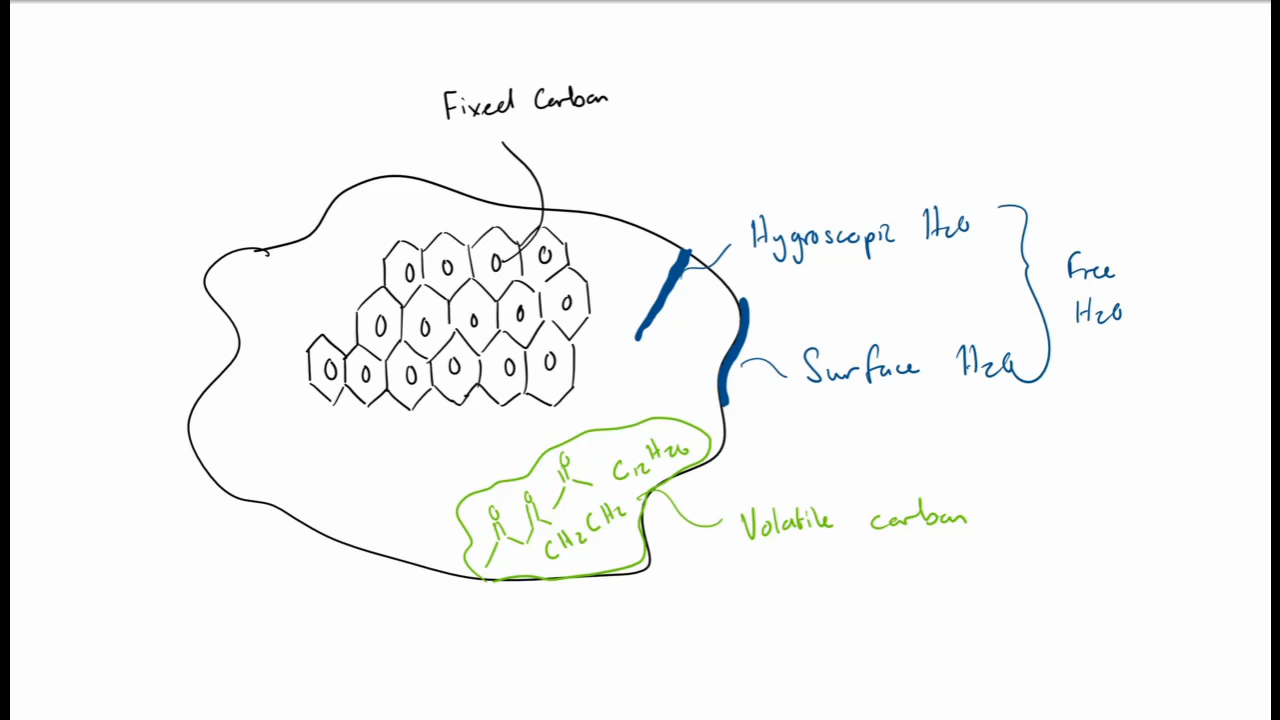 Fixed Carbon
Hygroscopic H2O
Free
H2O
Surface H2O
O
O
O
C12H26
CH2CH2
Volatile carbon